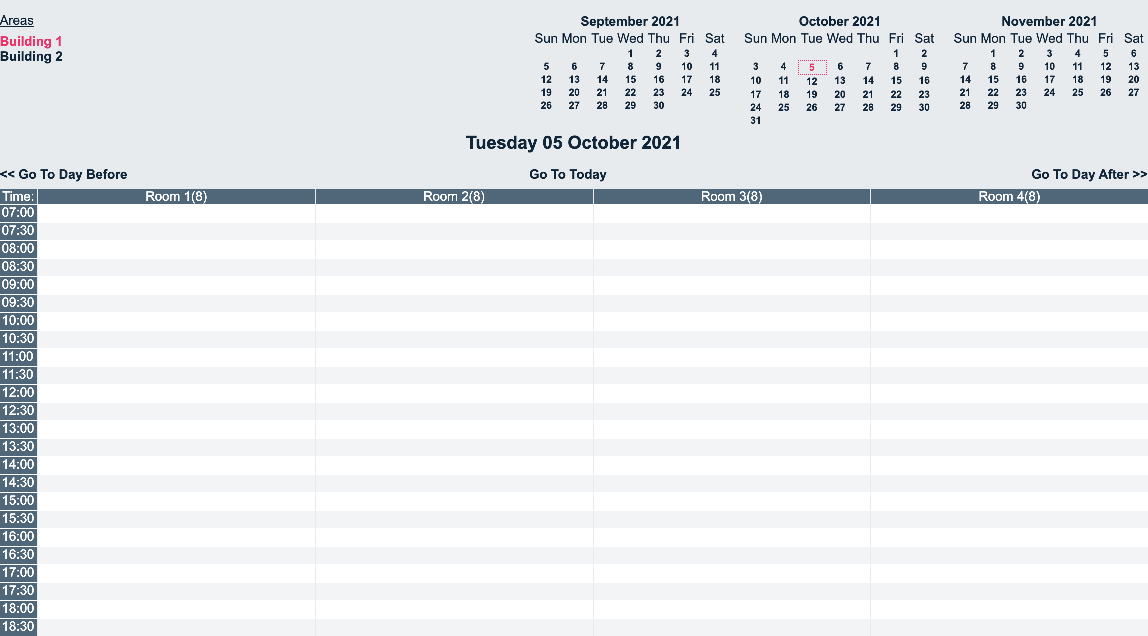 Areas
Building 1
Building 2
September 2021
Sun Mon Tue Wed Thu Fri Sat
1 2 3 4
5 6 7 8 9 10 11
12 13 14 15 16 17 18
19 20 21 22 23 24 25
26 27 28 29 30
October 2021
Sun Mon Tue Wed Thu Fri Sat
1 2
3 4 5 6 7 8 9
10 11 12 13 14 15 16
17 18 19 20 21 22 23
24 25 26 27 28 29 30
31
November 2021
Sun Mon Tue Wed Thu Fri Sat
1 2 3 4 5 6
7 8 9 10 11 12 13
14 15 16 17 18 19 20
21 22 23 24 25 26 27
28 29 30
Tuesday 05 October 2021
<< Go To Day Before Go To Today Go To Day After >>
Time: Room 1(8) Room 2(8) Room 3(8) Room 4(8)
07:00
07:30
08:00
08:30
09:00
09:30
10:00
10:30
11:00
11:30
12:00
12:30
13:00
13:30
14:00
14:30
15:00
15:30
16:00
16:30
17:00
17:30
18:00
18:30